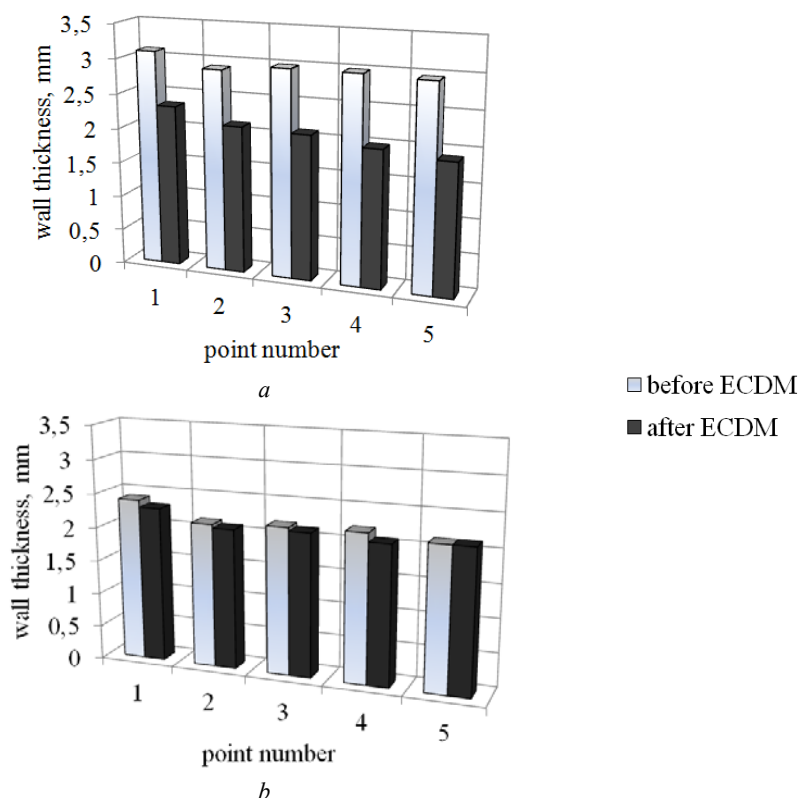 3,5
3
2,5
2
1,5
1
0,5
0
wall thickness, mm
1 2 3 4 5
point number
a
before ECDM
after ECDM
3,5
3
2,5
2
1,5
1
0,5
0
wall thickness, mm
1 2 3 4 5
point number
b